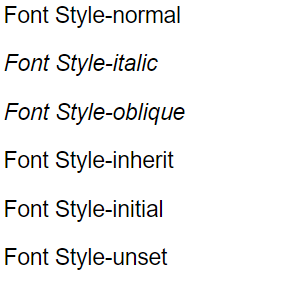 Font Style-normal
Font Style-italic
Font Style-oblique
Font Style-inherit
Font Style-initial
Font Style-unset